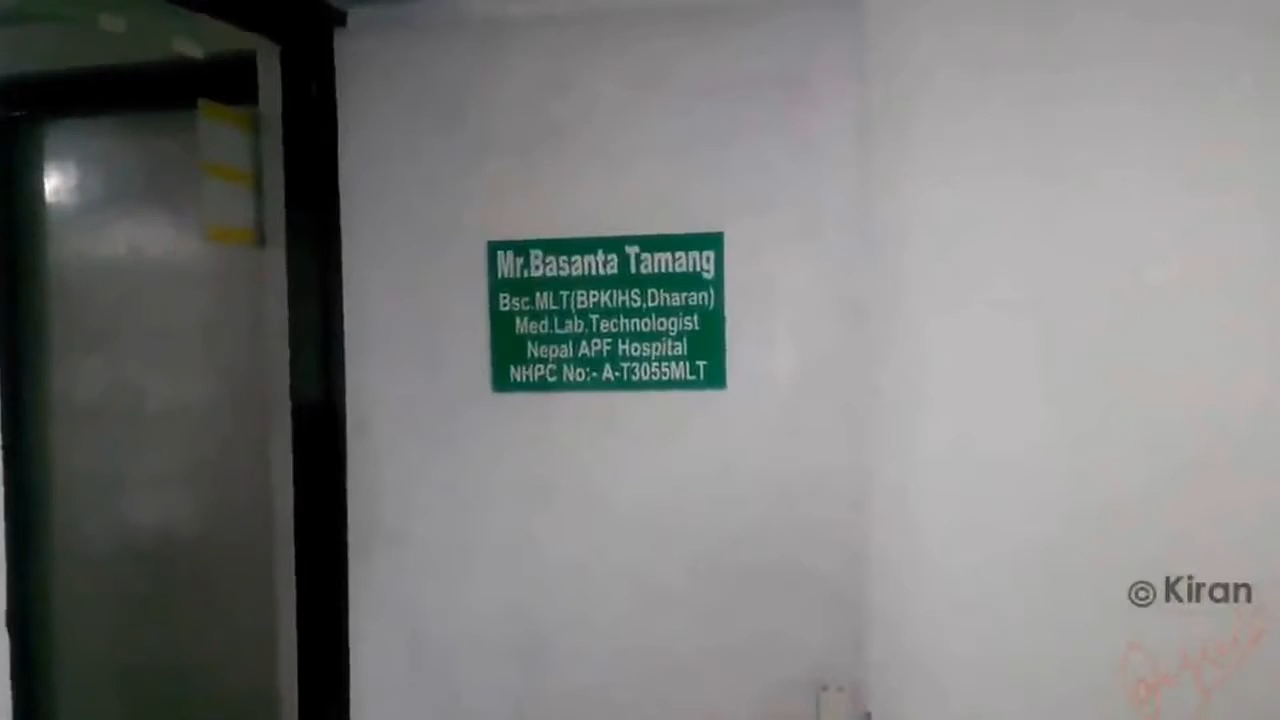 Mr.Basanta Tamang
Bsc.MLT(BPKIHS,Dharan)
Med.Lab.Technologist
Nepal APF Hospital
NHPC No:- A-T3055MLT
© Kiran